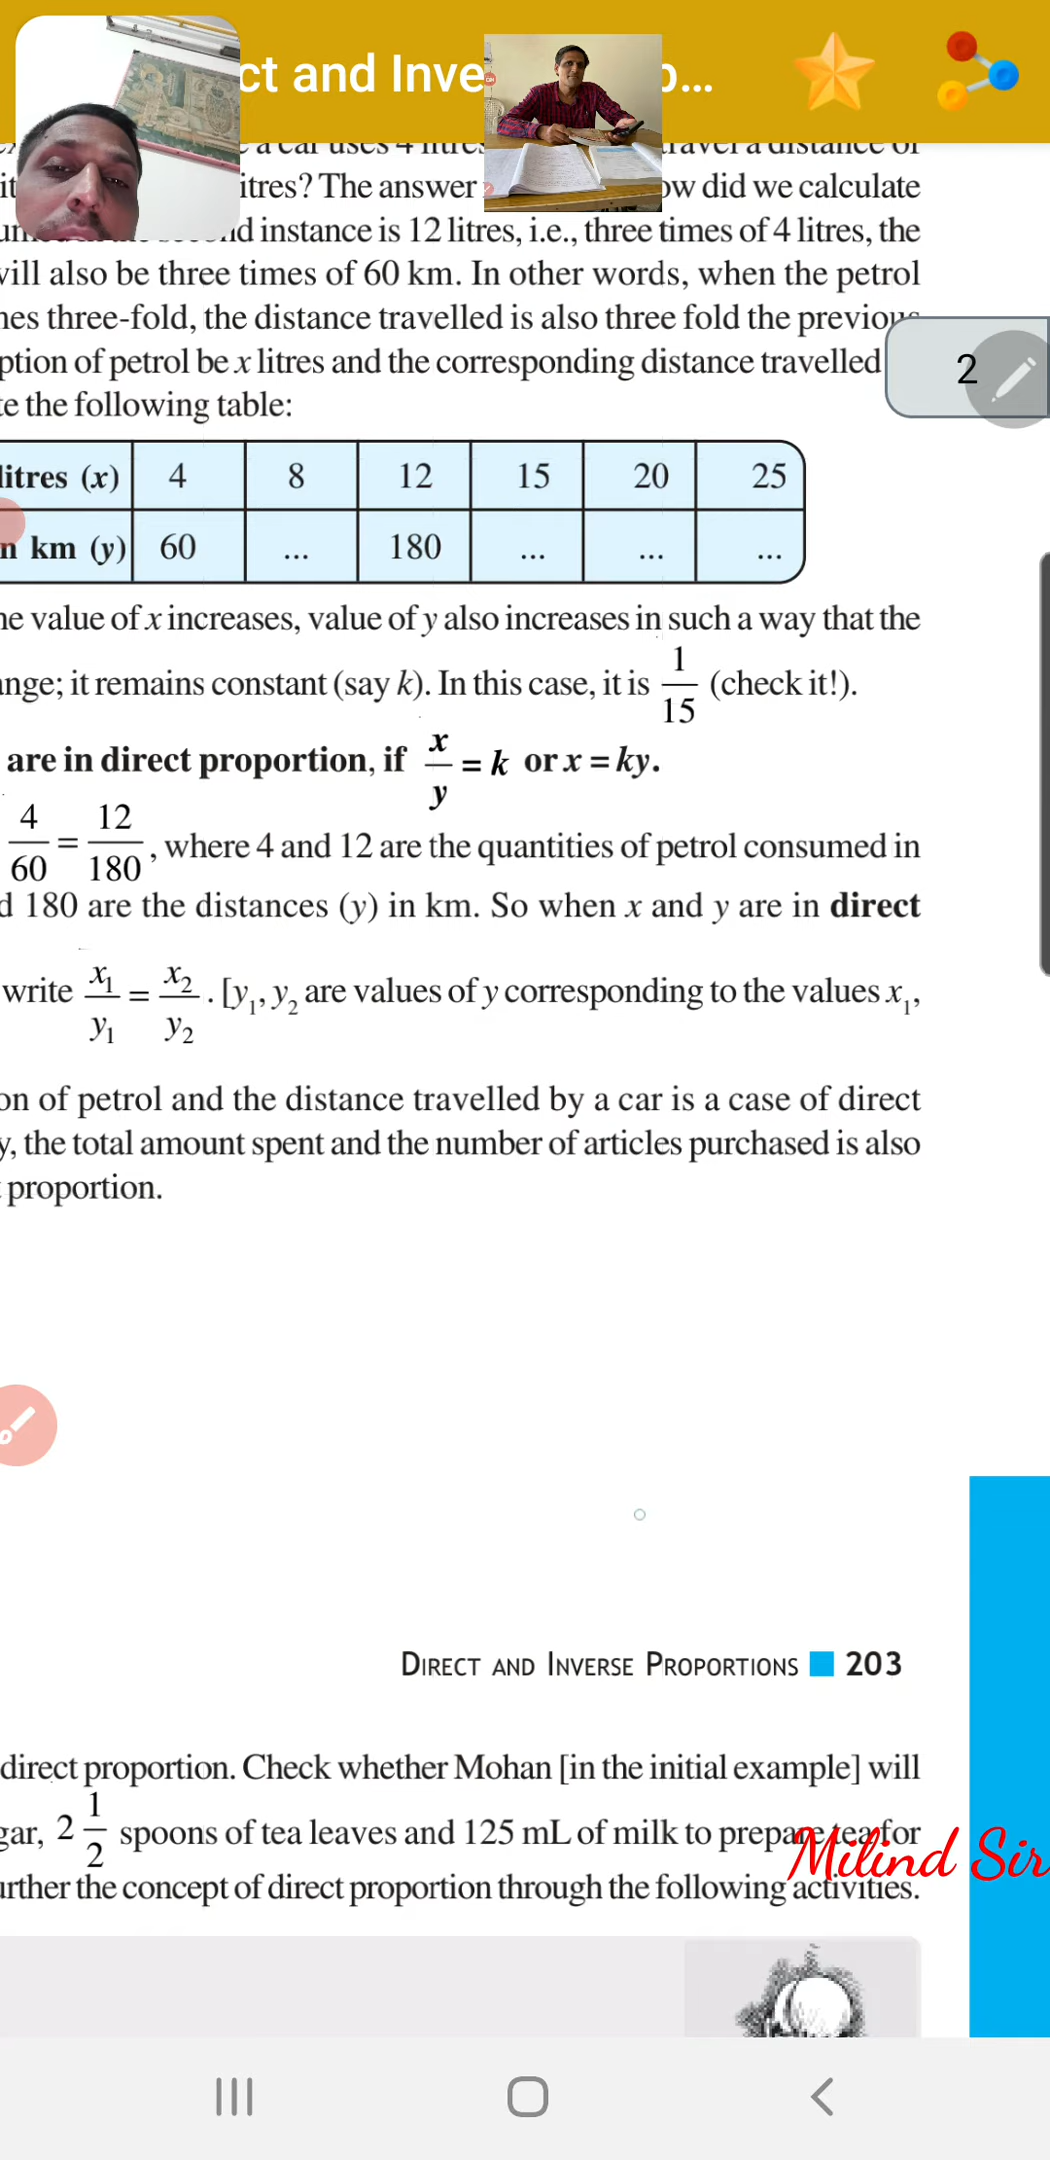 ct and Inve
...
itres? The answer ow did we calculate
nd instance is 12 litres, i.e., three times of 4 litres, the
will also be three times of 60 km. In other words, when the petrol
nes three-fold, the distance travelled is also three fold the previous
ption of petrol be x litres and the corresponding distance travelled
2
te the following table:
litres (x) 4 8 12 15 20 25
n km (y) 60 ... 180 ... ... ...
he value of x increases, value of y also increases in such a way that the
ange; it remains constant (say k). In this case, it is 1/15 (check it!).
are in direct proportion, if x/y = k or x = ky.
4/60 = 12/180, where 4 and 12 are the quantities of petrol consumed in
d 180 are the distances (y) in km. So when x and y are in direct
write x₁/y₁ = x₂/y₂. [y₁, y₂ are values of y corresponding to the values x₁,
on of petrol and the distance travelled by a car is a case of direct
y, the total amount spent and the number of articles purchased is also
proportion.
DIRECT AND INVERSE PROPORTIONS 203
direct proportion. Check whether Mohan [in the initial example] will
gar, 2 1/2 spoons of tea leaves and 125 mL of milk to prepare tea for
Milind Sir
urther the concept of direct proportion through the following activities.